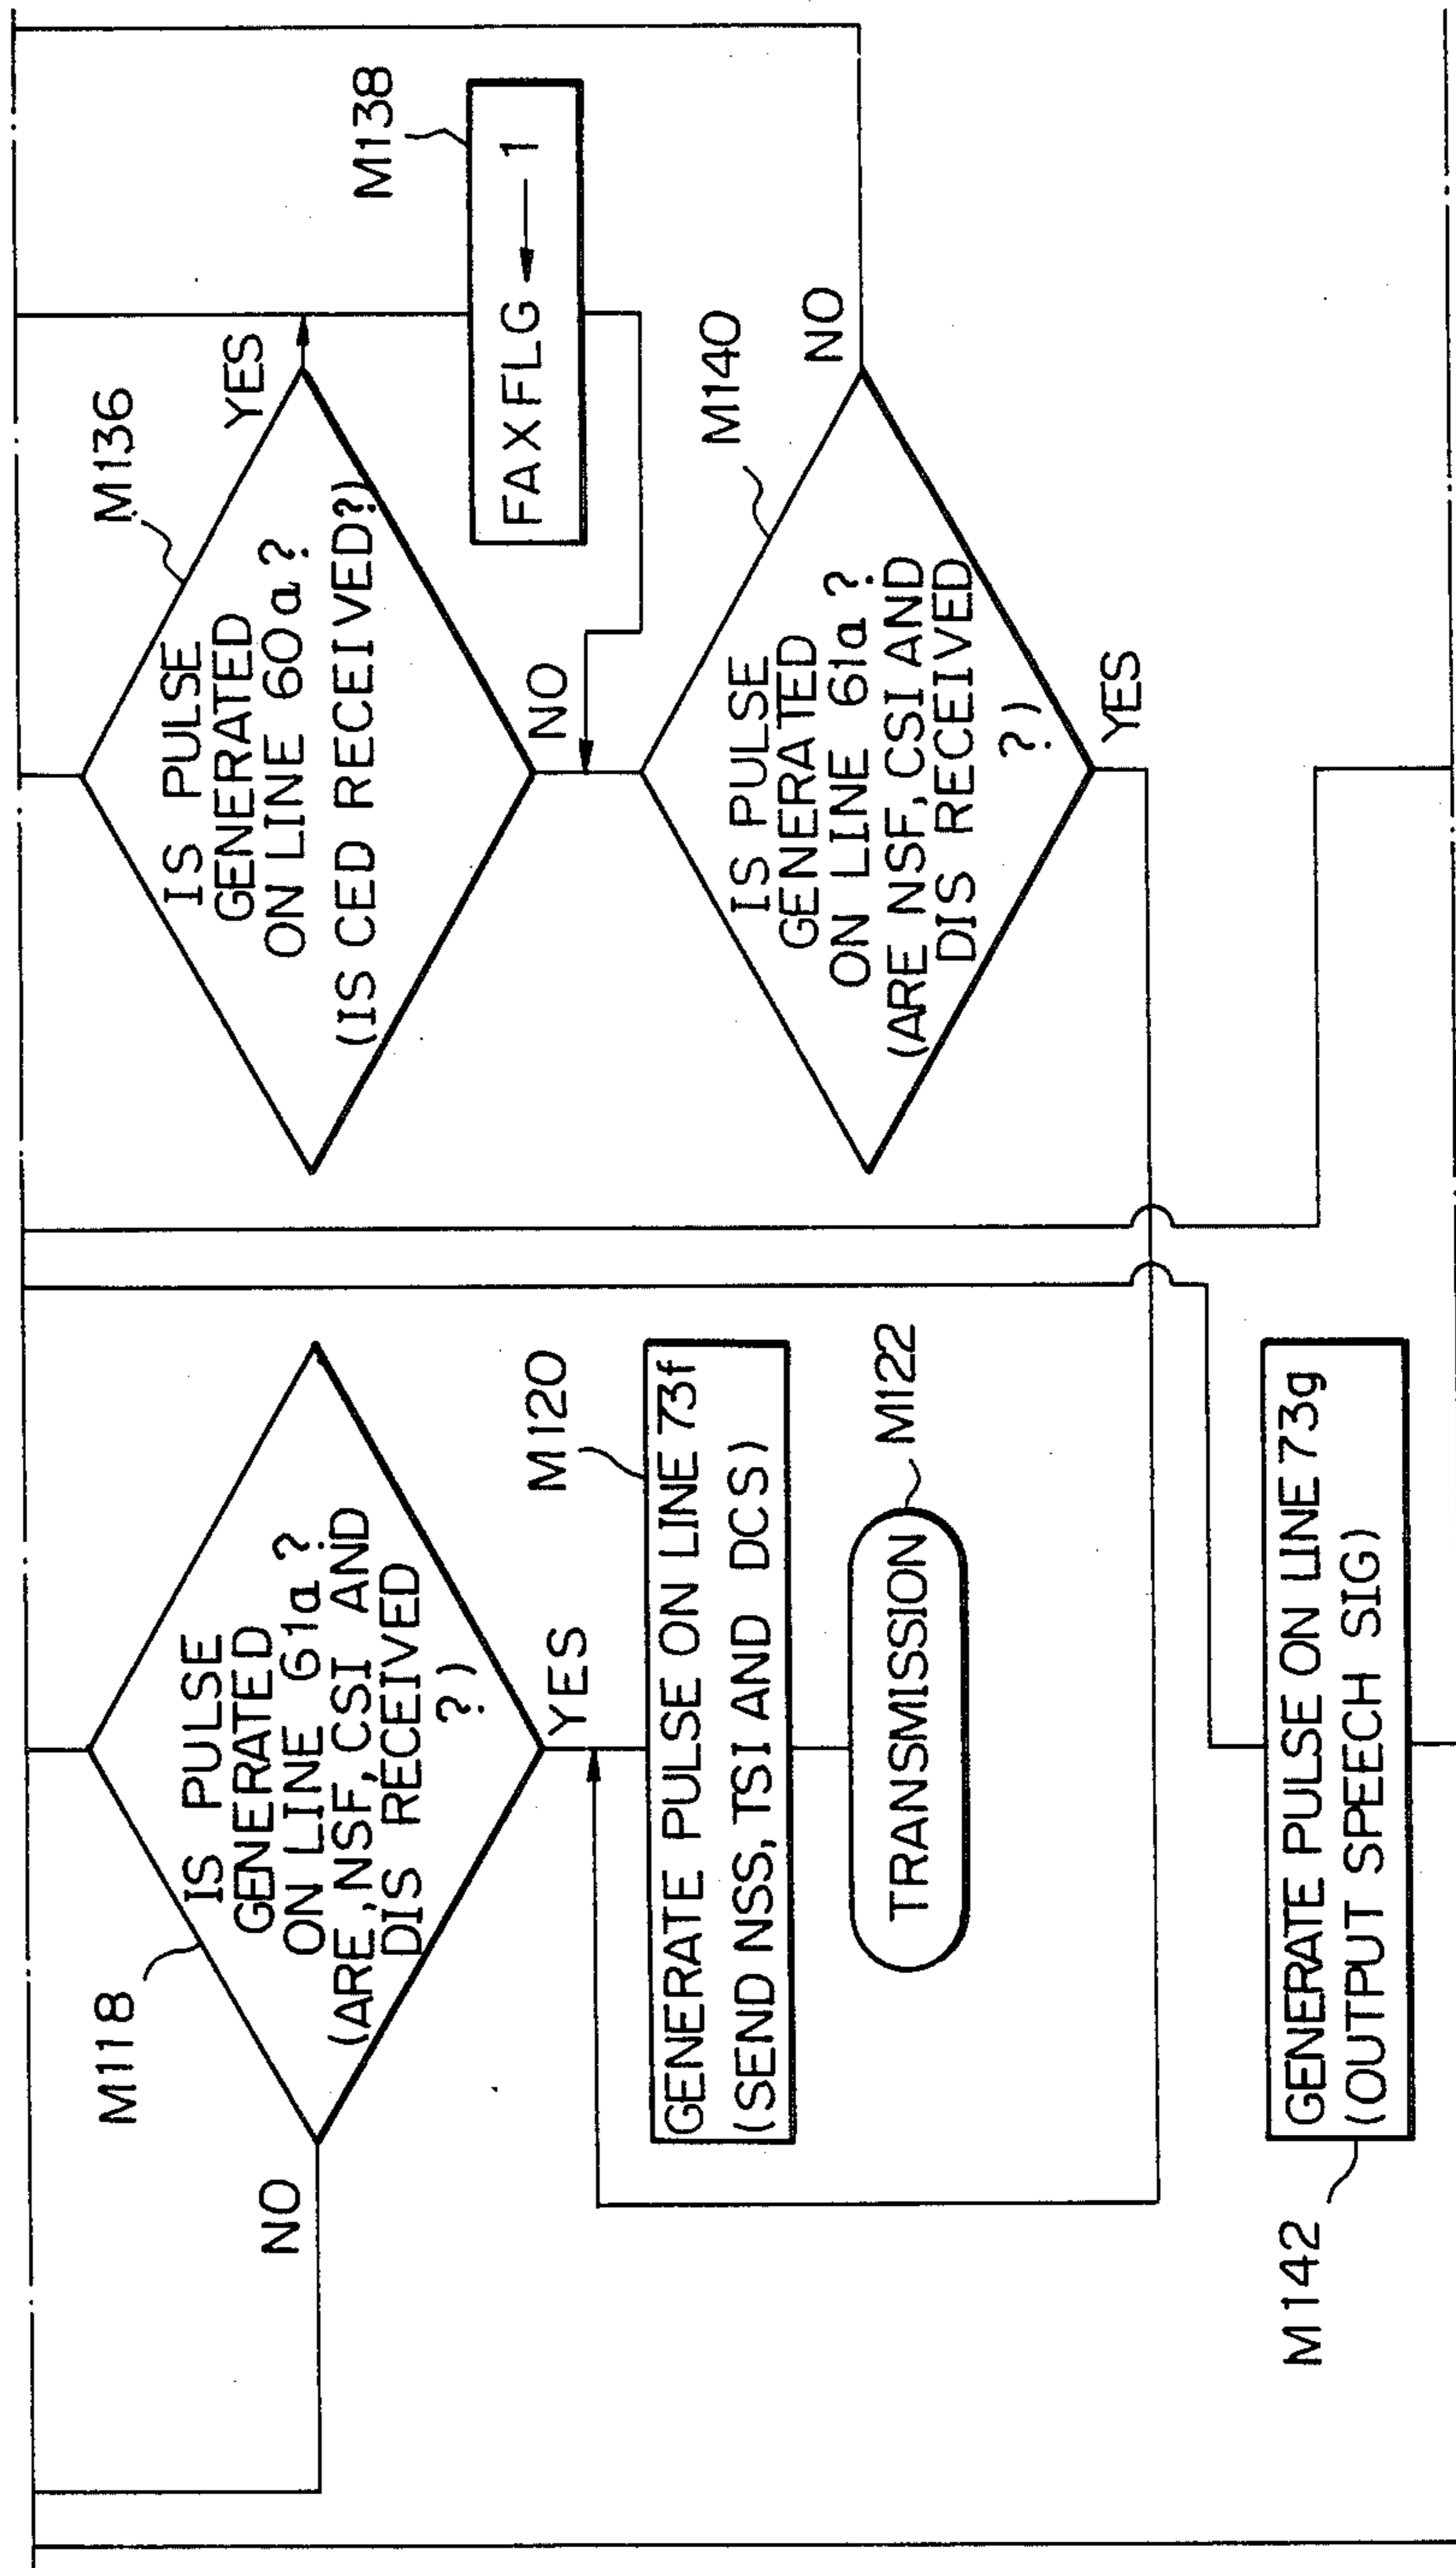 M118
IS PULSE
GENERATED
ON LINE 61a ?
(ARE,NSF,CSI AND
DIS RECEIVED
?)
NO
YES
M120
GENERATE PULSE ON LINE 73f
(SEND NSS, TSI AND DCS)
M122
TRANSMISSION
M136
IS PULSE
GENERATED
ON LINE 60a ?
(IS CED RECEIVED?)
YES
NO
M138
FAXFLG ← 1
M140
IS PULSE
GENERATED
ON LINE 61a ?
(ARE NSF,CSI AND
DIS RECEIVED
?)
NO
YES
M142
GENERATE PULSE ON LINE 73g
(OUTPUT SPEECH SIG)